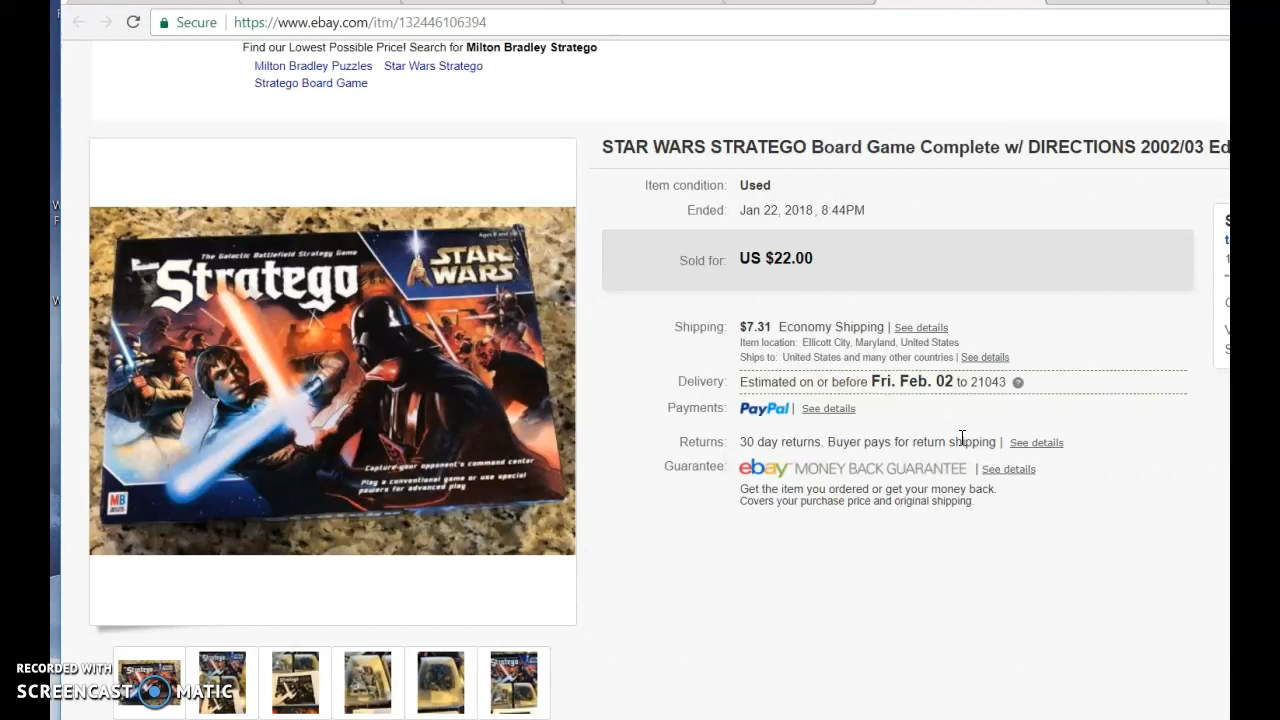 Secure
https://www.ebay.com/itm/132446106394
Find our Lowest Possible Price! Search for Milton Bradley Stratego
Milton Bradley Puzzles Star Wars Stratego
Stratego Board Game
STAR WARS STRATEGO Board Game Complete w/ DIRECTIONS 2002/03 Ed
Item condition: Used
Ended: Jan 22, 2018, 8:44PM
Sold for: US $22.00
Shipping: $7.31 Economy Shipping | See details
Item location: Ellicott City, Maryland, United States
Ships to: United States and many other countries | See details
Delivery: Estimated on or before Fri. Feb. 02 to 21043
Payments: PayPal | See details
Returns: 30 day returns. Buyer pays for return shipping | See details
Guarantee: ebay MONEY BACK GUARANTEE | See details
Get the item you ordered or get your money back.
Covers your purchase price and original shipping.
Ages 8 and up
The Galactic Battlefield Strategy Game
Stratego
STAR
WARS
Capture your opponent's command center
Play a conventional game or use special
powers for advanced play
MB
Stratego
Stratego
Stratego
RECORDED WITH
SCREENCAST MATIC